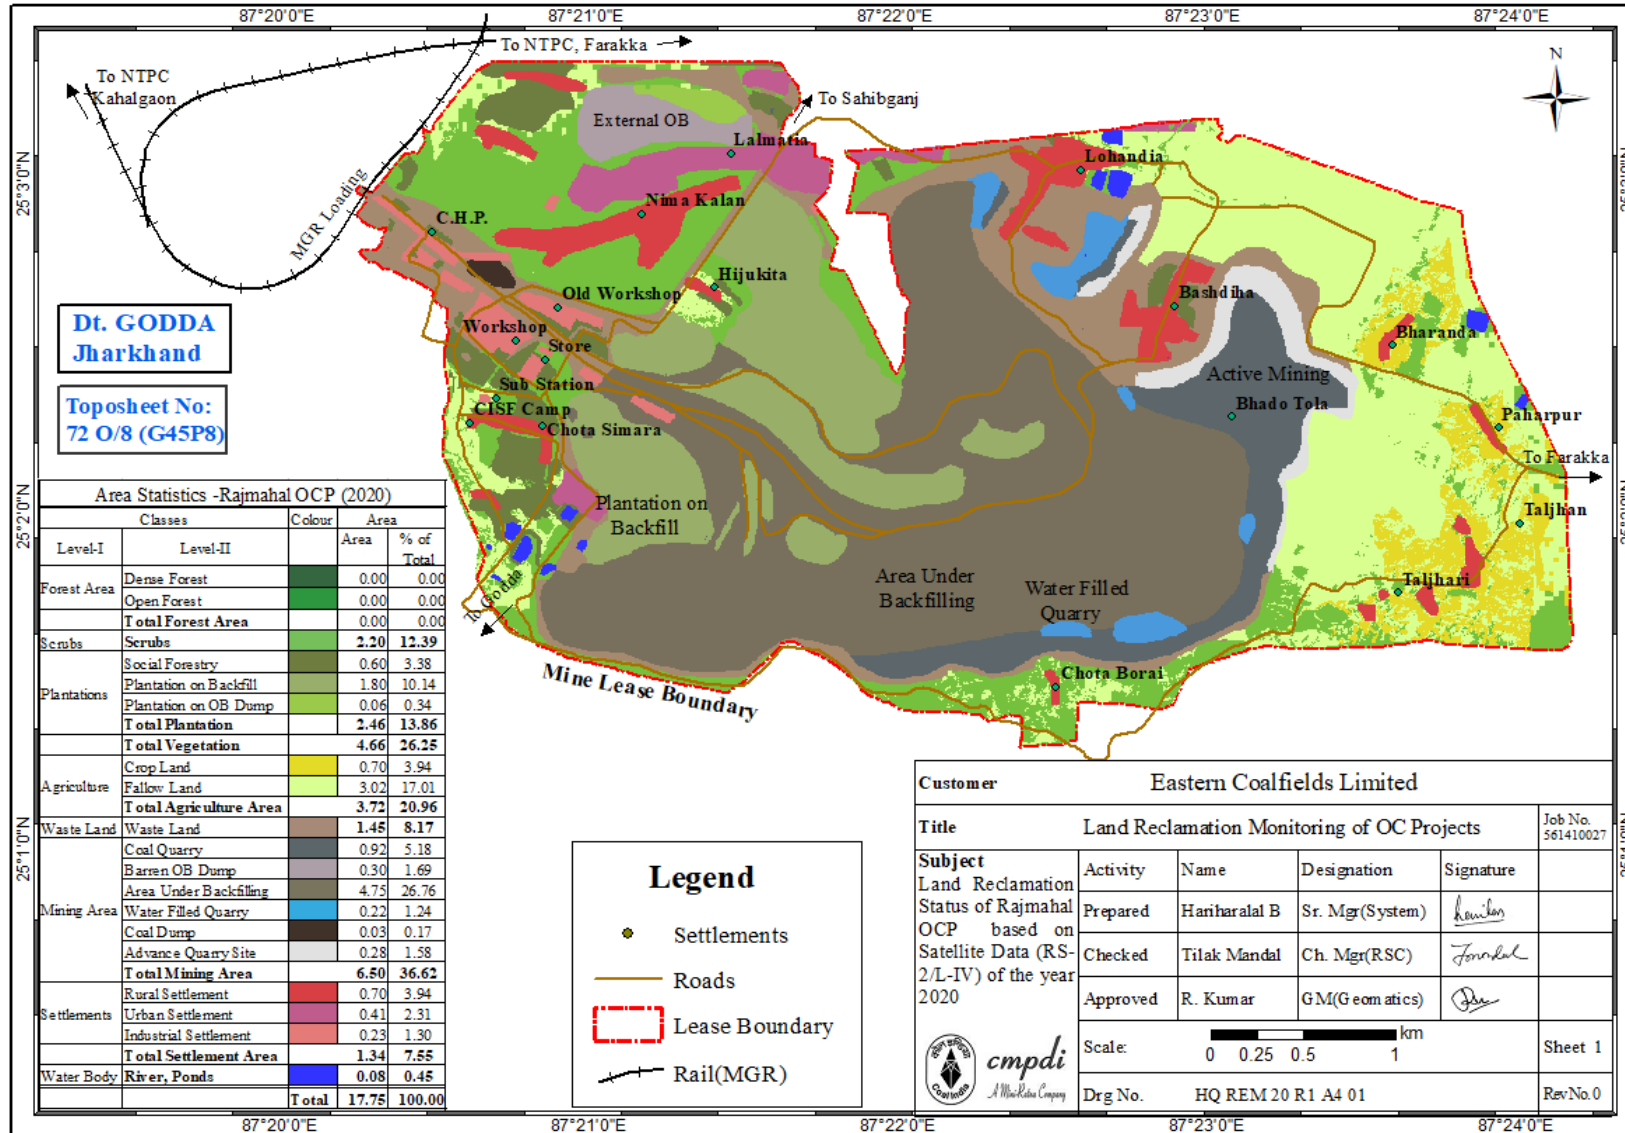 87°20'0"E 87°21'0"E 87°22'0"E 87°23'0"E 87°24'0"E
To NTPC, Farakka
To NTPC
Kahalgaon
N
To Sahibganj
External OB
Lalmatia
Lohandia
25°3'0"N
MGR Loading
Nima Kalan
C.H.P.
Hijukita
Old Workshop
Bashdiha
Dt. GODDA
Jharkhand
Workshop
Store
Bharanda
Active Mining
Sub Station
Bhado Tola
Toposheet No:
72 O/8 (G45P8)
CISF Camp
Chota Simara
Paharpur
To Farakka
Plantation on
Backfill
Taljhan
25°2'0"N
Area Under
Backfilling
Water Filled
Quarry
Taljhari
To Godda
Mine Lease Boundary
Chota Borai
25°1'0"N
Area Statistics -Rajmahal OCP (2020)
Classes Colour Area
Level-I Level-II Area % of
Total
Forest Area Dense Forest 0.00 0.00
Open Forest 0.00 0.00
Total Forest Area 0.00 0.00
Scrubs Scrubs 2.20 12.39
Plantations Social Forestry 0.60 3.38
Plantation on Backfill 1.80 10.14
Plantation on OB Dump 0.06 0.34
Total Plantation 2.46 13.86
Total Vegetation 4.66 26.25
Agriculture Crop Land 0.70 3.94
Fallow Land 3.02 17.01
Total Agriculture Area 3.72 20.96
Waste Land Waste Land 1.45 8.17
Mining Area Coal Quarry 0.92 5.18
Barren OB Dump 0.30 1.69
Area Under Backfilling 4.75 26.76
Water Filled Quarry 0.22 1.24
Coal Dump 0.03 0.17
Advance Quarry Site 0.28 1.58
Total Mining Area 6.50 36.62
Settlements Rural Settlement 0.70 3.94
Urban Settlement 0.41 2.31
Industrial Settlement 0.23 1.30
Total Settlement Area 1.34 7.55
Water Body River, Ponds 0.08 0.45
Total 17.75 100.00
Legend
Settlements
Roads
Lease Boundary
Rail(MGR)
Customer Eastern Coalfields Limited
Title Land Reclamation Monitoring of OC Projects Job No.
561410027
Subject
Land Reclamation
Status of Rajmahal
OCP based on
Satellite Data (RS-
2/L-IV) of the year
2020
Activity Name Designation Signature
Prepared Hariharalal B Sr. Mgr(System)
Checked Tilak Mandal Ch. Mgr(RSC)
Approved R. Kumar GM(Geomatics)
Coal India
cmpdi
A Mini-Ratna Company
Scale: 0 0.25 0.5 1 km Sheet 1
Drg No. HQ REM 20 R1 A4 01 Rev No. 0
87°20'0"E 87°21'0"E 87°22'0"E 87°23'0"E 87°24'0"E